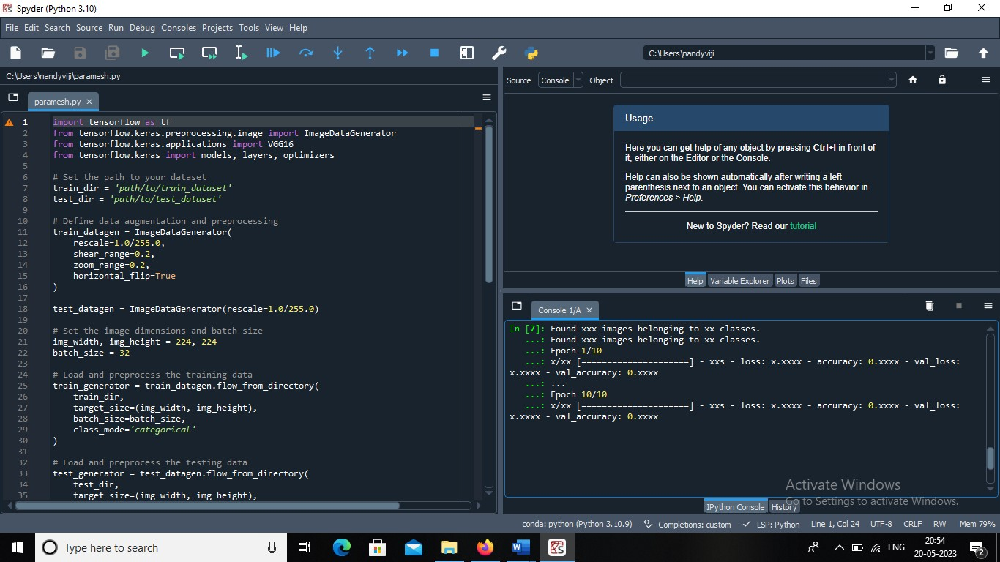 Spyder (Python 3.10)
File Edit Search Source Run Debug Consoles Projects Tools View Help
C:\Users\nandyviji
C:\Users\nandyviji\paramesh.py
paramesh.py
1 import tensorflow as tf
2 from tensorflow.keras.preprocessing.image import ImageDataGenerator
3 from tensorflow.keras.applications import VGG16
4 from tensorflow.keras import models, layers, optimizers
5
6 # Set the path to your dataset
7 train_dir = 'path/to/train_dataset'
8 test_dir = 'path/to/test_dataset'
9
10 # Define data augmentation and preprocessing
11 train_datagen = ImageDataGenerator(
12 rescale=1.0/255.0,
13 shear_range=0.2,
14 zoom_range=0.2,
15 horizontal_flip=True
16 )
17
18 test_datagen = ImageDataGenerator(rescale=1.0/255.0)
19
20 # Set the image dimensions and batch size
21 img_width, img_height = 224, 224
22 batch_size = 32
23
24 # Load and preprocess the training data
25 train_generator = train_datagen.flow_from_directory(
26 train_dir,
27 target_size=(img_width, img_height),
28 batch_size=batch_size,
29 class_mode='categorical'
30 )
31
32 # Load and preprocess the testing data
33 test_generator = test_datagen.flow_from_directory(
34 test_dir,
35 target_size=(img_width, img_height),
Source Console Object
Usage
Here you can get help of any object by pressing Ctrl+I in front of
it, either on the Editor or the Console.
Help can also be shown automatically after writing a left
parenthesis next to an object. You can activate this behavior in
Preferences > Help.
New to Spyder? Read our tutorial
Help Variable Explorer Plots Files
Console 1/A
In [7]: Found xxx images belonging to xx classes.
...: Found xxx images belonging to xx classes.
...: Epoch 1/10
...: x/xx [=====================] - xxs - loss: x.xxxx - accuracy: 0.xxxx - val_loss:
x.xxxx - val_accuracy: 0.xxxx
...: ...
...: Epoch 10/10
...: x/xx [=====================] - xxs - loss: x.xxxx - accuracy: 0.xxxx - val_loss:
x.xxxx - val_accuracy: 0.xxxx
Activate Windows
Go to Settings to activate Windows.
IPython Console History
conda: python (Python 3.10.9) Completions: custom LSP: Python Line 1, Col 24 UTF-8 CRLF RW Mem 79%
Type here to search
ENG
20:54
20-05-2023
2